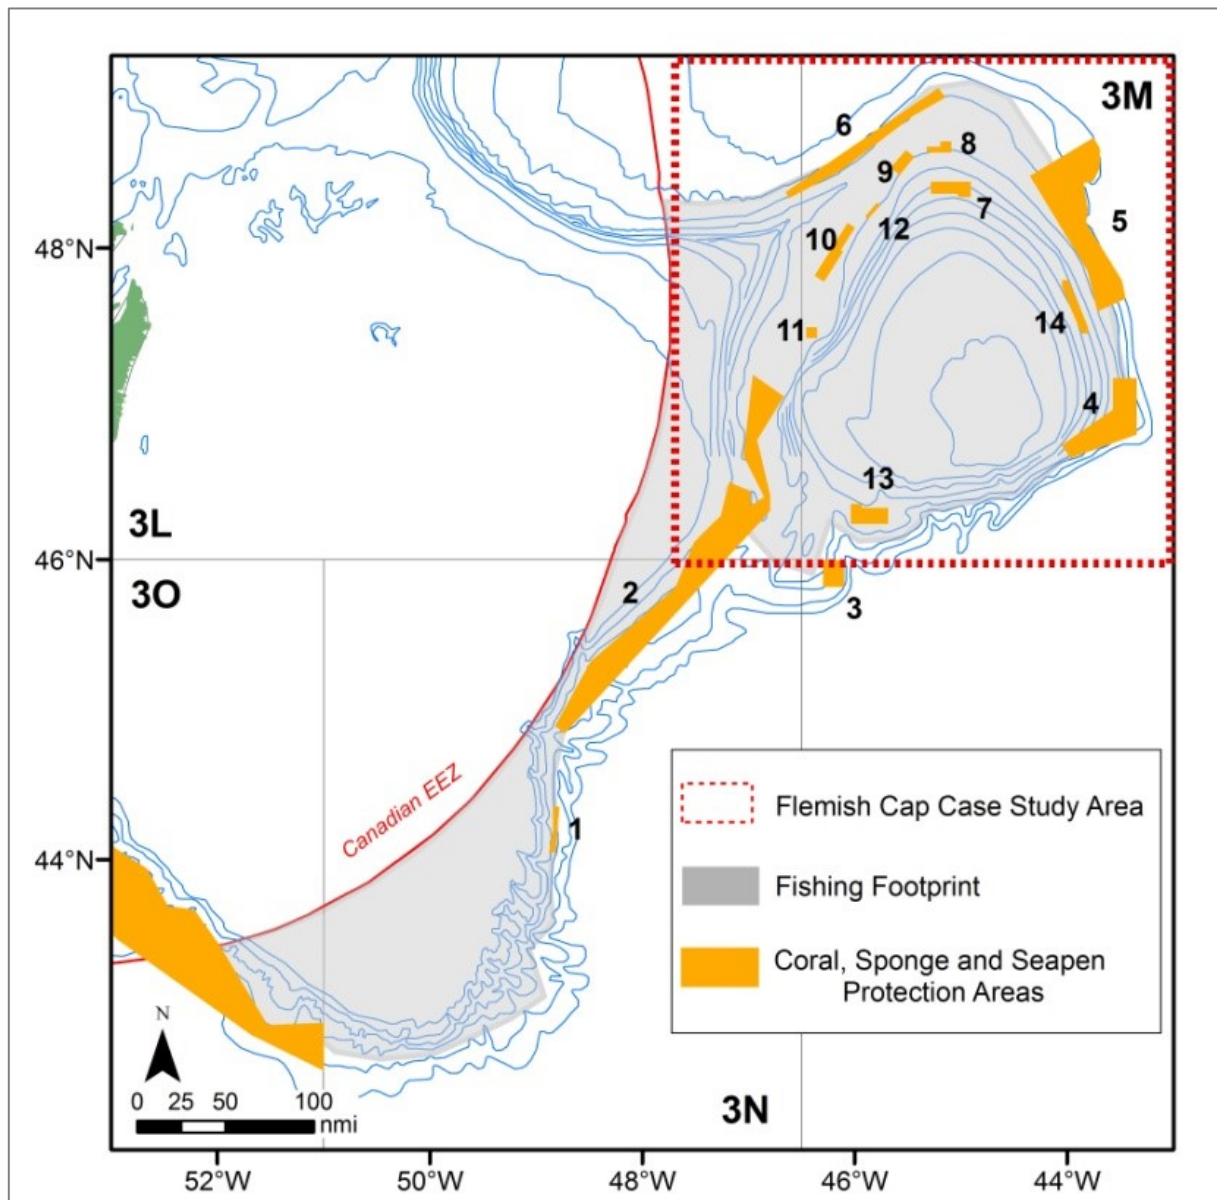 3M
6
8
9
7
5
12
10
48°N
11
14
4
13
3L
46°N
3O
2
3
Flemish Cap Case Study Area
Canadian EEZ
1
44°N
Fishing Footprint
Coral, Sponge and Seapen
Protection Areas
N
0 25 50 100
nmi
3N
52°W 50°W 48°W 46°W 44°W